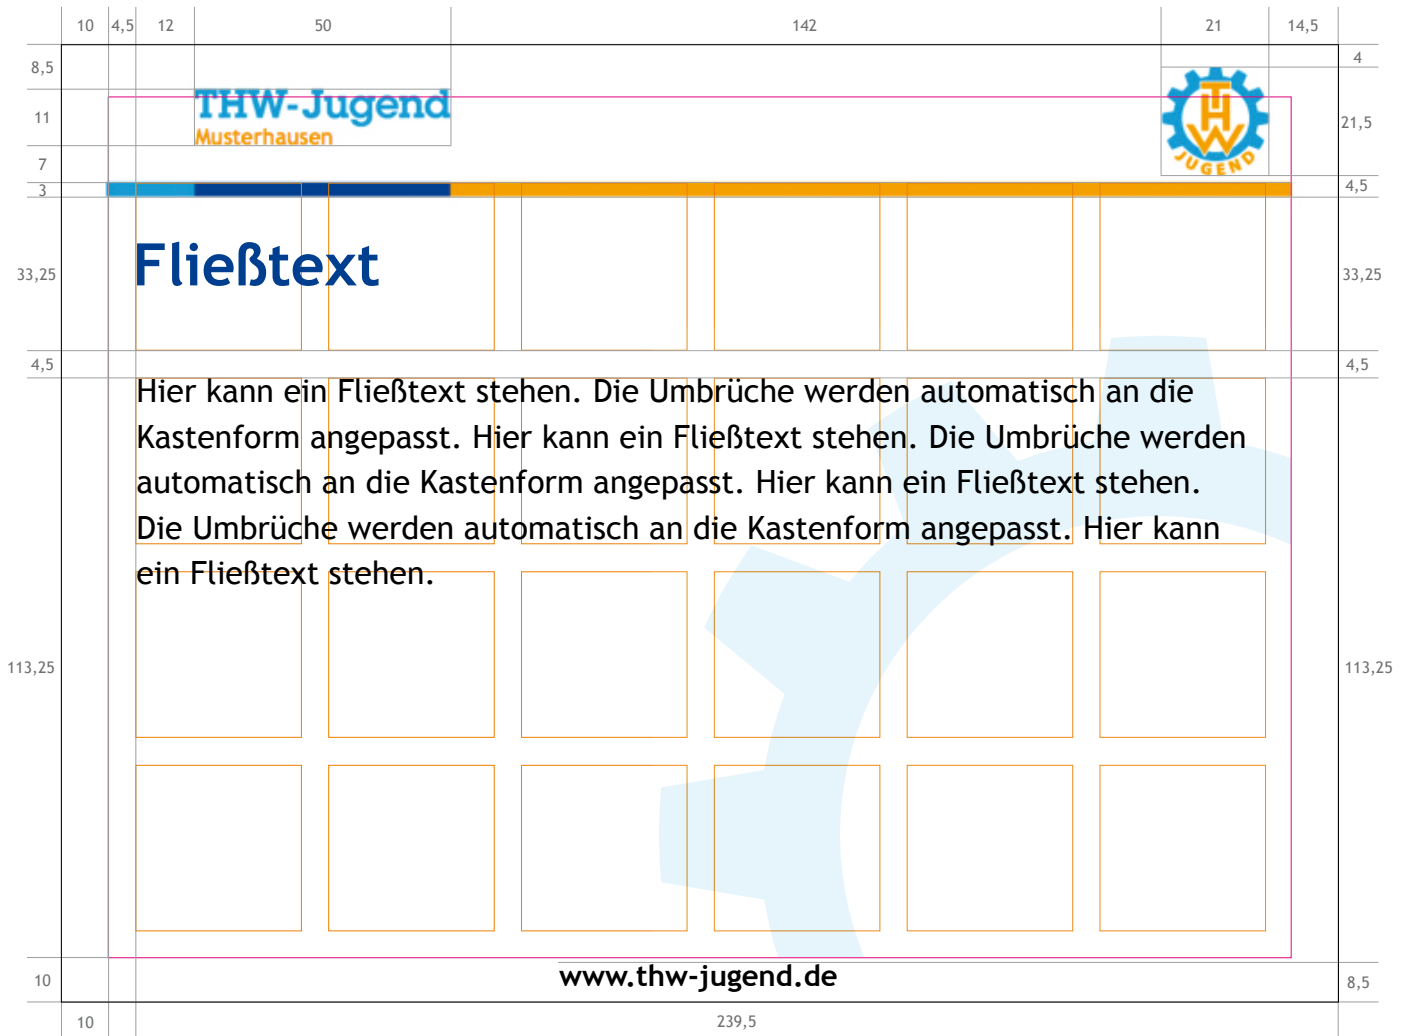 10 4,5 12 50 142 21 14,5
8,5 4
11 THW-Jugend 21,5
Musterhausen
THW
JUGEND
7
3 4,5
33,25 Fließtext 33,25
4,5 4,5
Hier kann ein Fließtext stehen. Die Umbrüche werden automatisch an die
Kastenform angepasst. Hier kann ein Fließtext stehen. Die Umbrüche werden
automatisch an die Kastenform angepasst. Hier kann ein Fließtext stehen.
Die Umbrüche werden automatisch an die Kastenform angepasst. Hier kann
ein Fließtext stehen.
113,25 113,25
10 www.thw-jugend.de 8,5
10 239,5